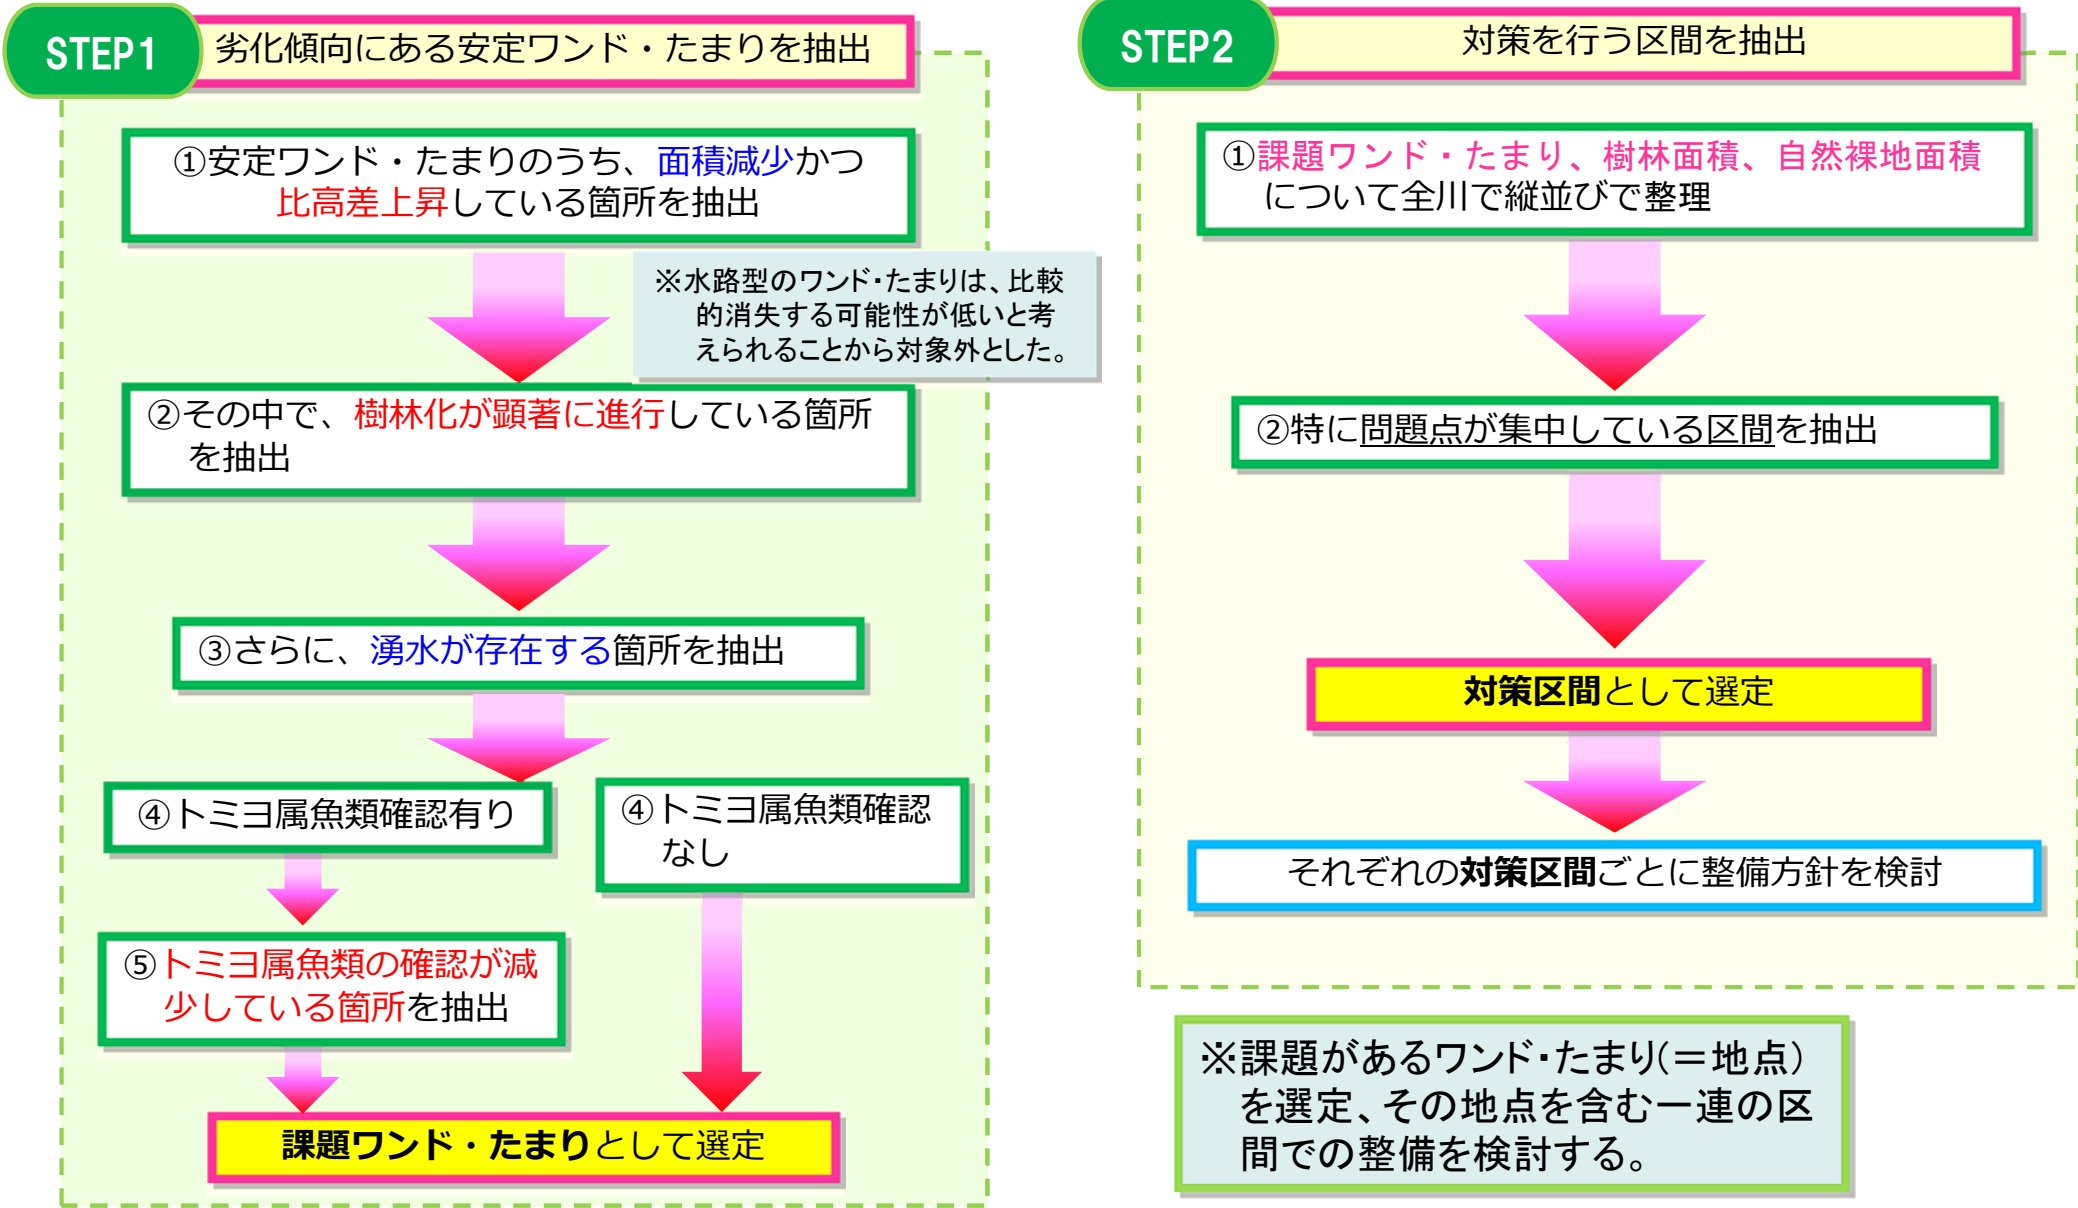 STEP1
劣化傾向にある安定ワンド・たまりを抽出
①安定ワンド・たまりのうち、面積減少かつ
比高差上昇している箇所を抽出
※水路型のワンド・たまりは、比較
的消失する可能性が低いと考
えられることから対象外とした。
②その中で、樹林化が顕著に進行している箇所
を抽出
③さらに、湧水が存在する箇所を抽出
④トミヨ属魚類確認有り
④トミヨ属魚類確認
なし
⑤トミヨ属魚類の確認が減
少している箇所を抽出
課題ワンド・たまりとして選定
STEP2
対策を行う区間を抽出
①課題ワンド・たまり、樹林面積、自然裸地面積
について全川で縦並びで整理
②特に問題点が集中している区間を抽出
対策区間として選定
それぞれの対策区間ごとに整備方針を検討
※課題があるワンド・たまり(＝地点)
を選定、その地点を含む一連の区
間での整備を検討する。